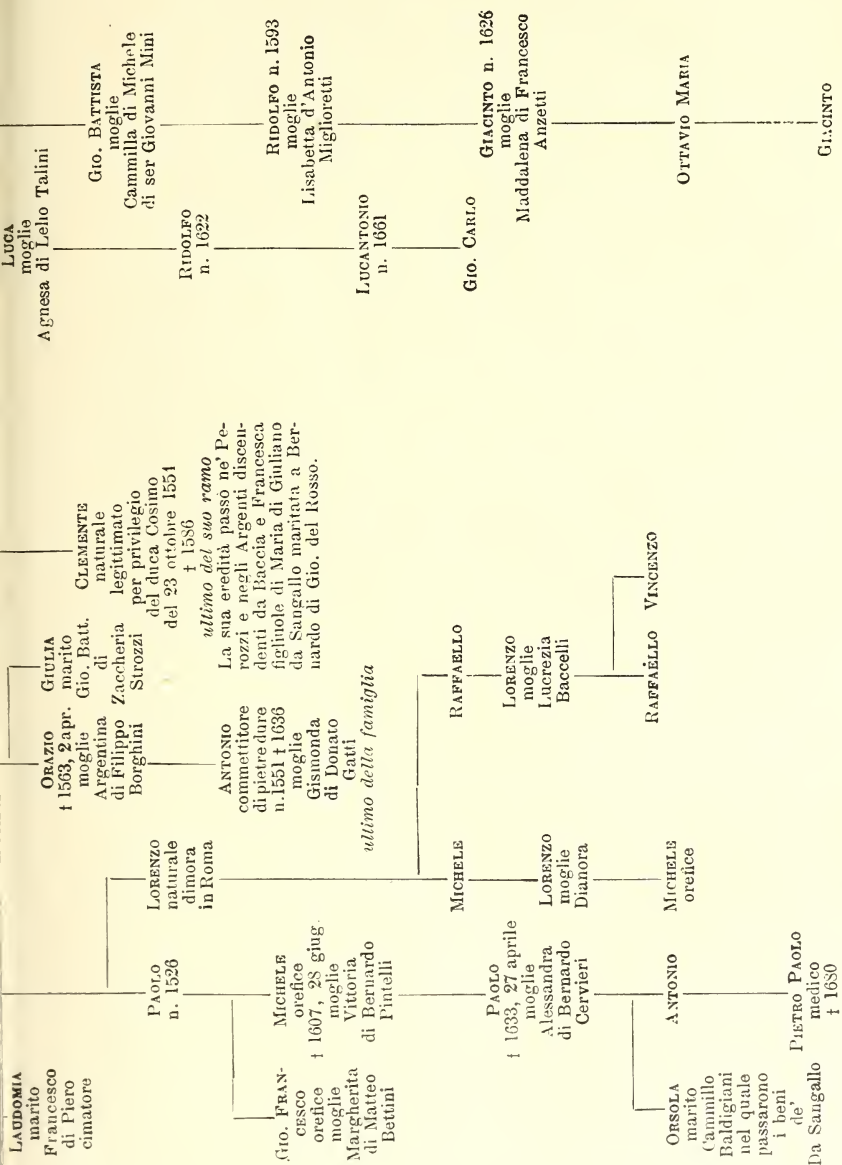 LAUDOMIA
marito
Francesco
di Piero
cimatore
PAOLO
n. 1526
LORENZO
naturale
dimora
in Roma
ORAZIO
† 1563, 2 apr.
moglie
Argentina
di Filippo
Borghini
GIULIA
marito
Gio. Batt.
di
Zaccheria
Strozzi
CLEMENTE
naturale
legittimato
per privilegio
del duca Cosimo
del 23 ottobre 1551
† 1586
ultimo del suo ramo
La sua eredità passò ne' Pe-
rozzi e negli Argenti discen-
denti da Baccia e Francesca
figliuole di Maria di Giuliano
da Sangallo maritata a Ber-
nardo di Gio. del Rosso.
LUCA
moglie
Agnesa di Lelio Talini
GIO. BATTISTA
moglie
Cammilla di Michele
di ser Giovanni Mini
GIO. FRAN-
CESCO
orefice
moglie
Margherita
di Matteo
Bettini
MICHELE
orefice
† 1607, 28 giug.
moglie
Vittoria
di Bernardo
Pintelli
ANTONIO
commettitore
di pietre dure
n. 1551 † 1636
moglie
Gismonda
di Donato
Gatti
ultimo della famiglia
RIDOLFO
n. 1622
RIDOLFO n. 1593
moglie
Lisabetta d'Antonio
Miglioretti
PAOLO
† 1633, 27 aprile
moglie
Alessandra
di Bernardo
Cervieri
MICHELE
RAFFAELLO
LUCANTONIO
n. 1661
LORENZO
moglie
Dianora
LORENZO
moglie
Lucrezia
Baccelli
GIO. CARLO
GIACINTO n. 1626
moglie
Maddalena di Francesco
Anzetti
ORSOLA
marito
Cammillo
Baldigiani
nel quale
passarono
i beni
de'
Da Sangallo
ANTONIO
MICHELE
orefice
RAFFAELLO
VINCENZO
OTTAVIO MARIA
PIETRO PAOLO
medico
† 1680
GIACINTO